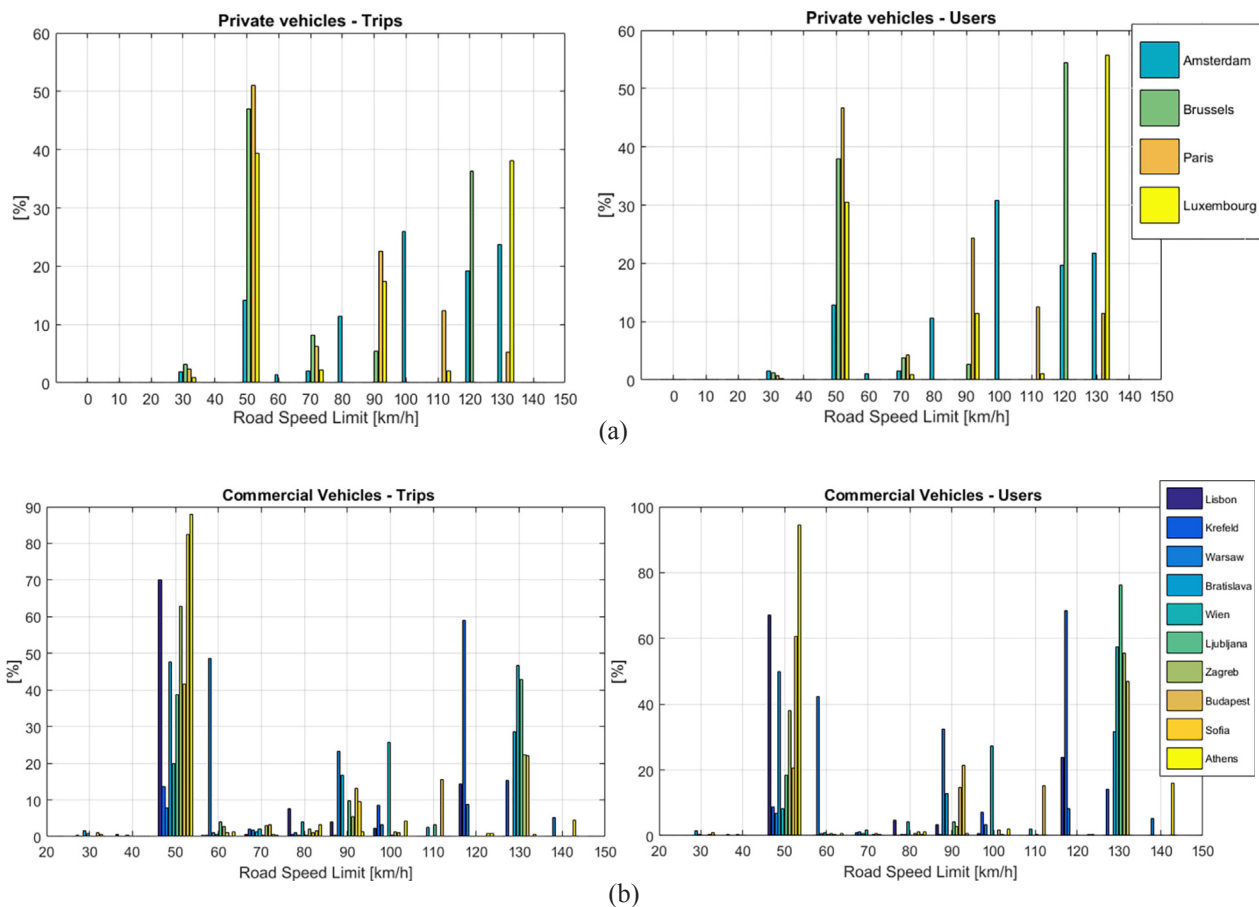 Private vehicles - Trips
60
50
40
30
20
10
0
[%]
0 20 30 40 50 60 70 80 90 100 110 120 130 150
Road Speed Limit [km/h]
Private vehicles - Users
60
50
40
30
20
10
0
[%]
0 20 30 40 50 60 70 80 90 100 110 120 130 150
Road Speed Limit [km/h]
Amsterdam
Brussels
Paris
Luxembourg
(a)
Commercial Vehicles - Trips
90
80
70
60
50
40
30
20
10
0
[%]
20 30 40 50 60 70 80 90 100 110 120 130 140 150
Road Speed Limit [km/h]
Commercial Vehicles - Users
100
80
60
40
20
0
[%]
20 30 40 50 60 70 80 90 100 110 120 130 140 150
Road Speed Limit [km/h]
Lisbon
Krefeld
Warsaw
Bratislava
Wien
Ljubljana
Zagreb
Budapest
Sofia
Athens
(b)